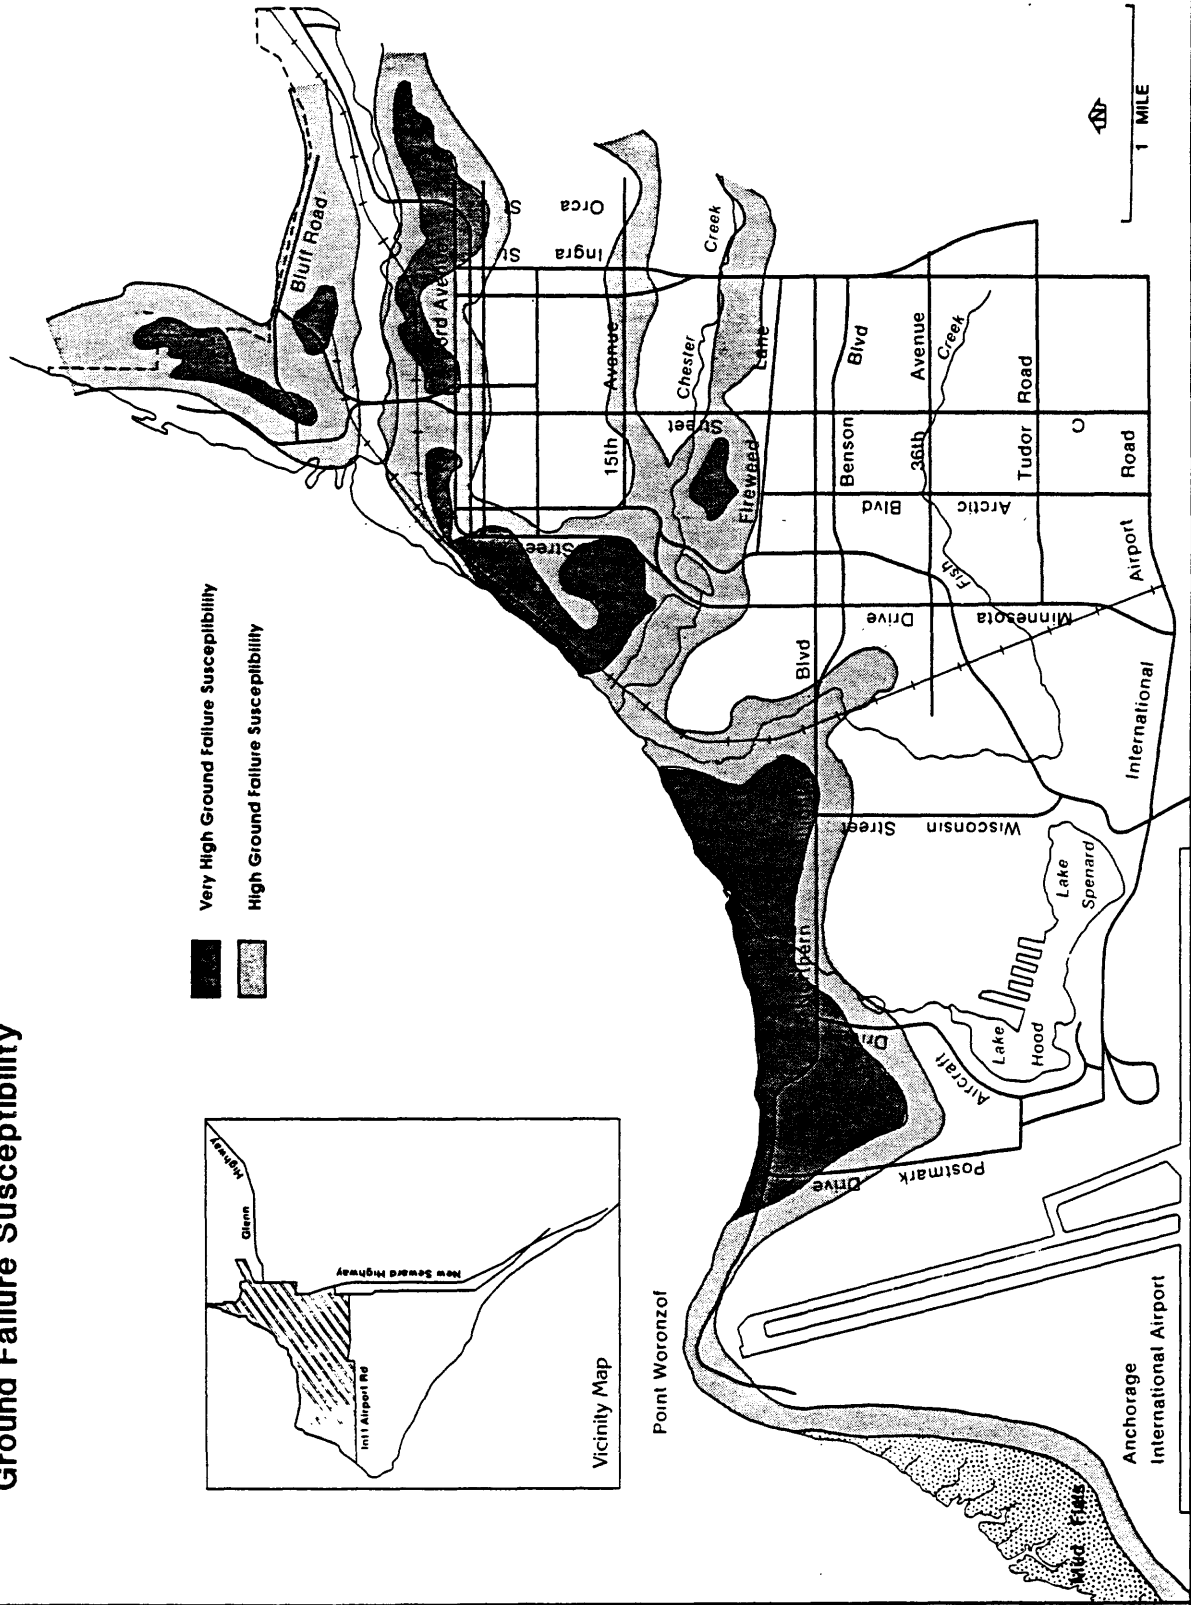 Ground Failure Susceptibility
Very High Ground Failure Susceptibility
High Ground Failure Susceptibility
Glenn
Highway
New Seward Highway
Int'l Airport Rd
Vicinity Map
Bluff Road
Orca St
Ingra St
15th Avenue
Chester
Creek
Street
Fireweed Lane
Street
Benson Blvd
36th Avenue
Arctic Blvd
Fish
Creek
Tudor Road
Minnesota Drive
International Airport Road
Blvd
Wisconsin Street
Lake
Spenard
Lake
Hood
Aircraft
Postmark Drive
Point Woronzof
Anchorage
International Airport
Mud Flats
N
1 MILE